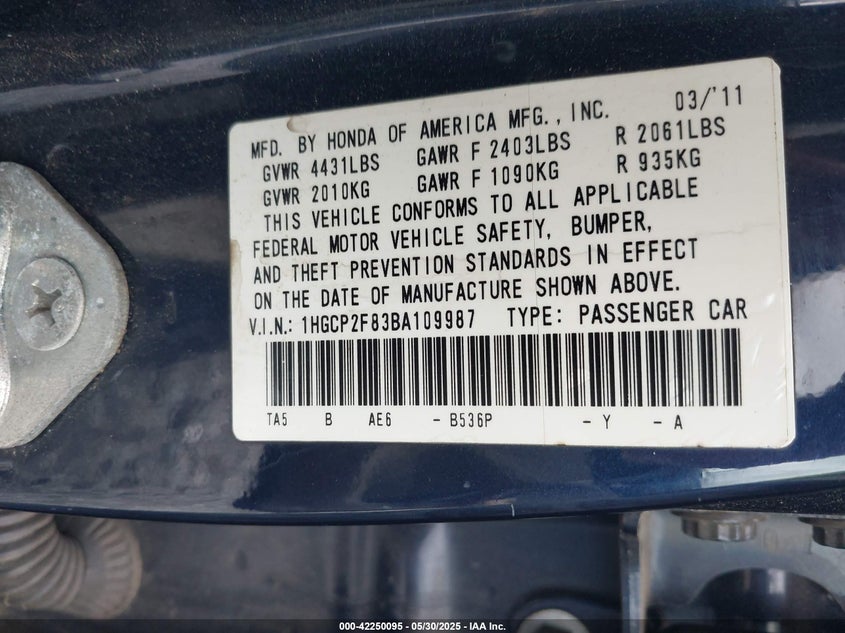 MFD. BY HONDA OF AMERICA MFG., INC. 03/'11
GVWR 4431LBS GAWR F 2403LBS R 2061LBS
GVWR 2010KG GAWR F 1090KG R 935KG
THIS VEHICLE CONFORMS TO ALL APPLICABLE
FEDERAL MOTOR VEHICLE SAFETY, BUMPER,
AND THEFT PREVENTION STANDARDS IN EFFECT
ON THE DATE OF MANUFACTURE SHOWN ABOVE.
V.I.N.: 1HGCP2F83BA109987 TYPE: PASSENGER CAR
TA5 B AE6 - B536P - Y - A
000-42250095 - 05/30/2025 - IAA Inc.